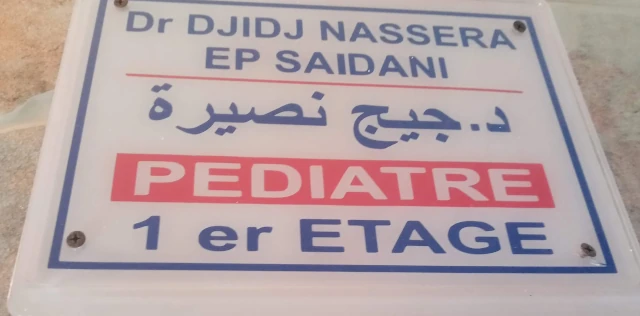 Dr DJIDJ NASSERA
EP SAIDANI
د.جيج نصيرة
PEDIATRE
1 er ETAGE